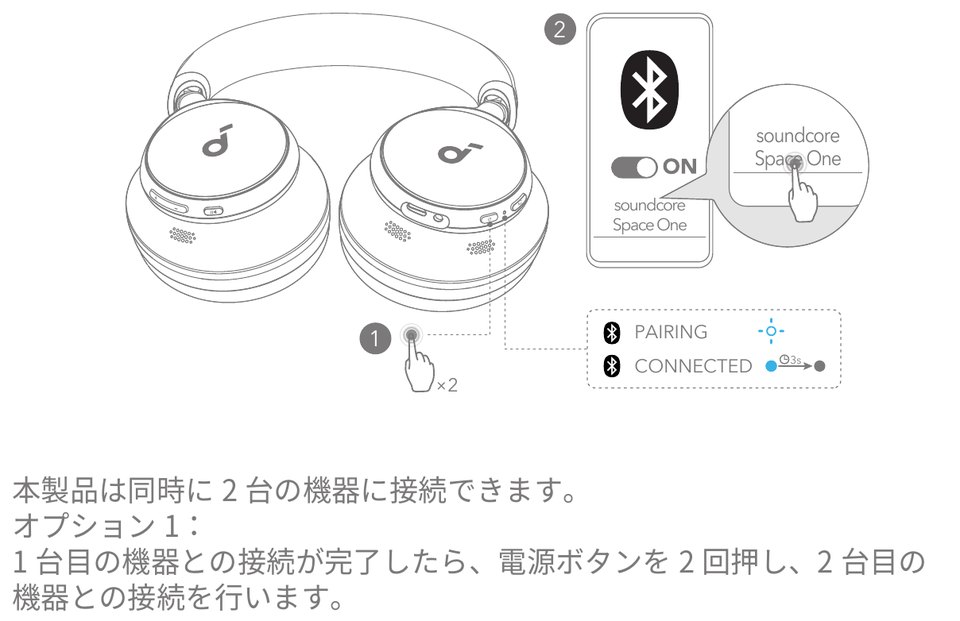 2
ON
soundcore
Space One
soundcore
Space One
1
×2
PAIRING
CONNECTED
3s
本製品は同時に 2 台の機器に接続できます。
オプション 1：
1 台目の機器との接続が完了したら、電源ボタンを 2 回押し、2 台目の
機器との接続を行います。